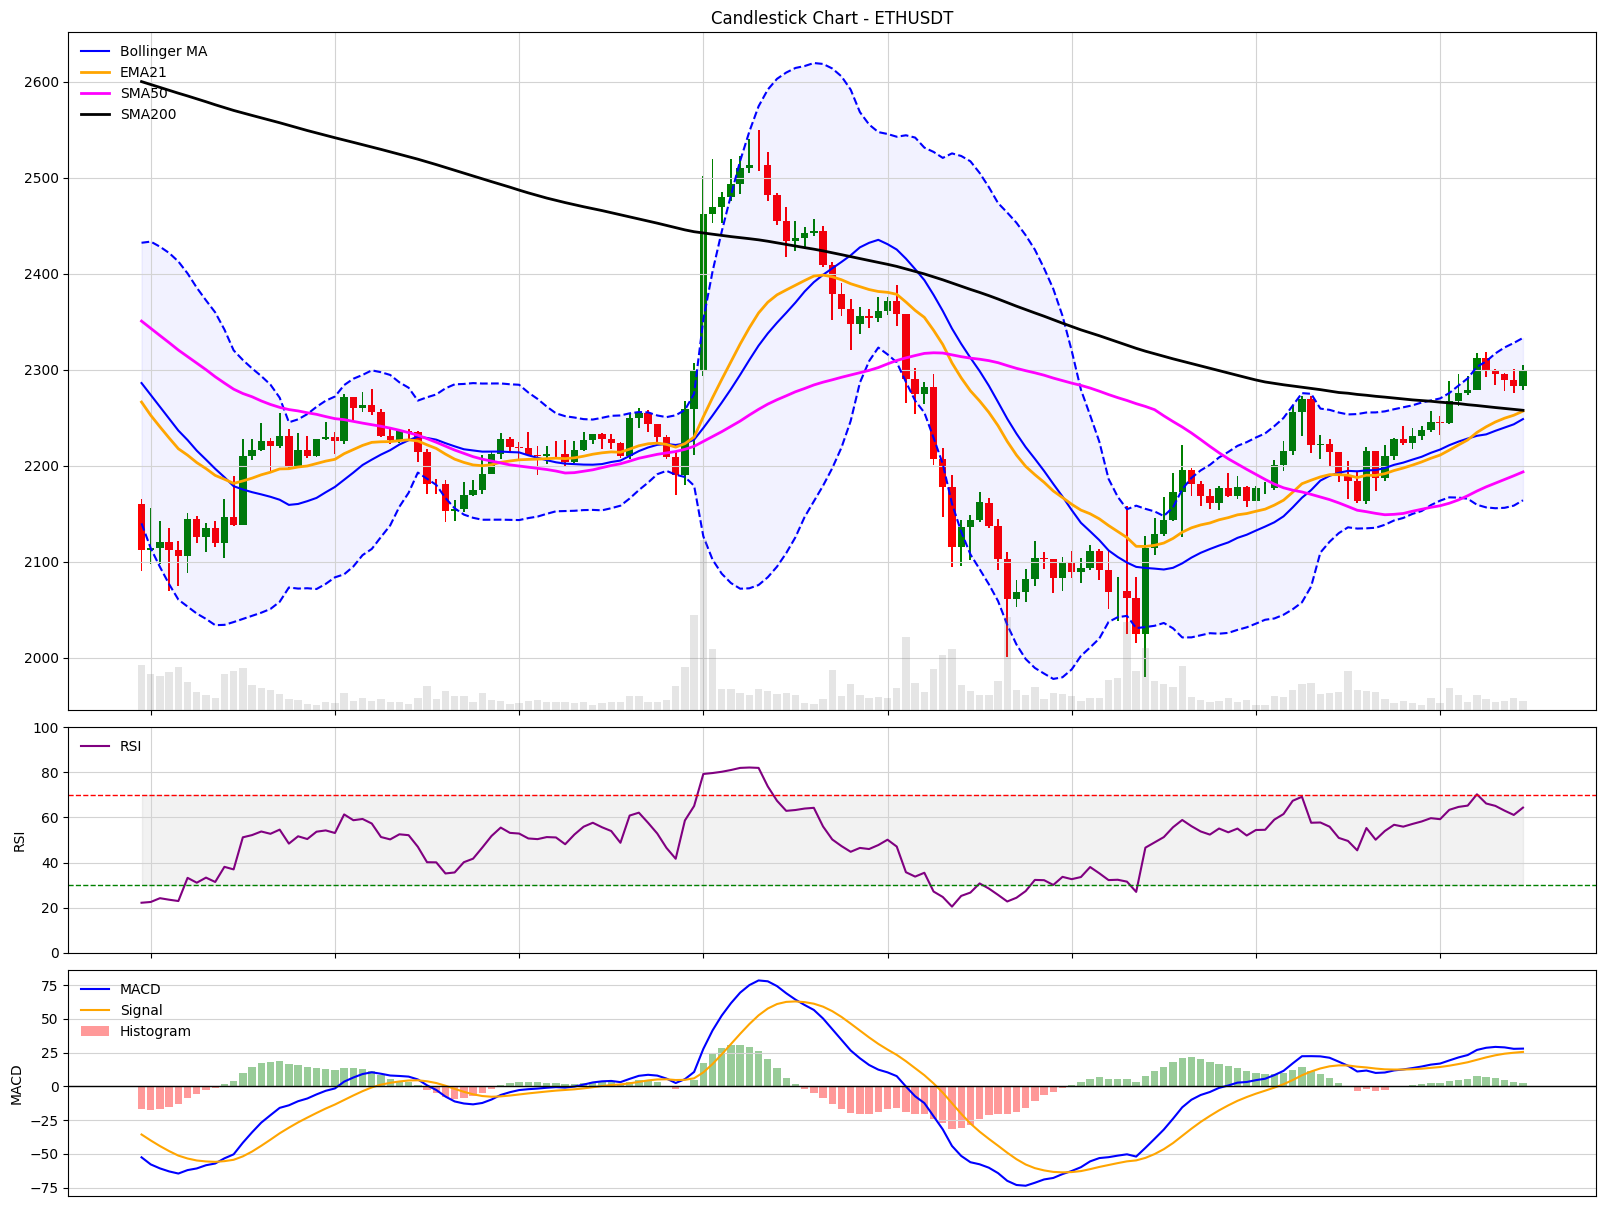 Candlestick Chart - ETHUSDT
Bollinger MA
EMA21
SMA50
SMA200
2600
2500
2400
2300
2200
2100
2000
RSI
100
80
60
40
20
0
RSI
MACD
Signal
Histogram
75
50
25
0
−25
−50
−75
MACD